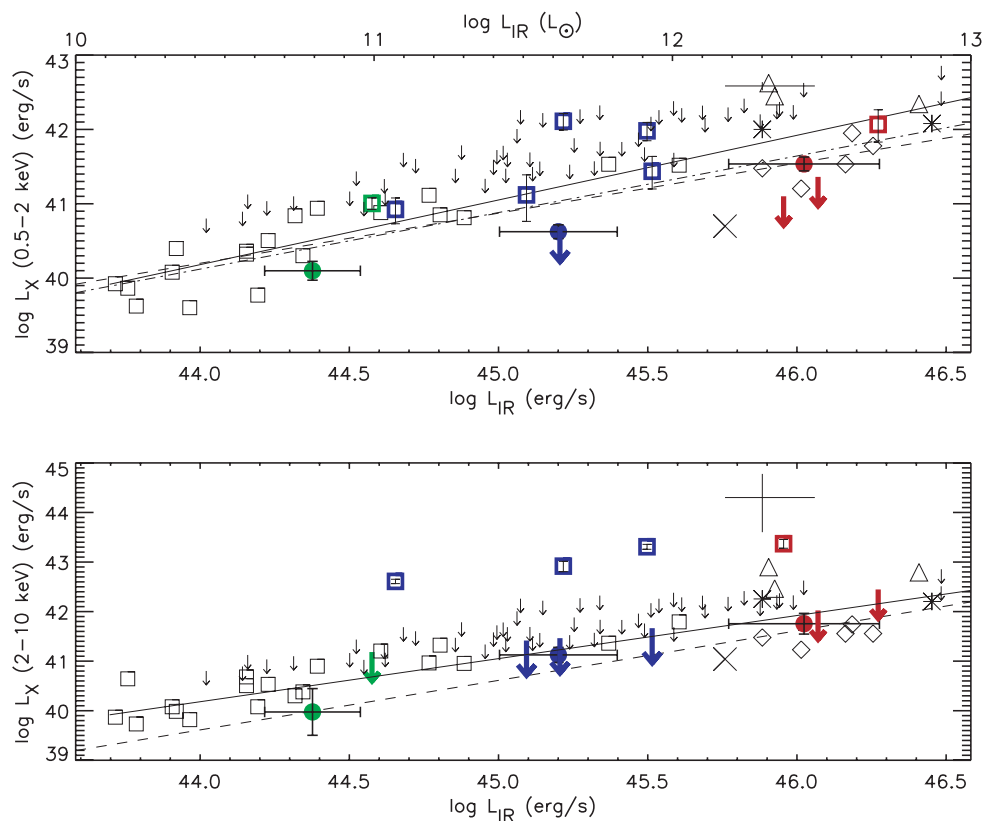 log L_IR (L_⊙)
10 11 12 13
43
42
41
40
39
log L_X (0.5−2 keV) (erg/s)
44.0 44.5 45.0 45.5 46.0 46.5
log L_IR (erg/s)
45
44
43
42
41
40
39
log L_X (2−10 keV) (erg/s)
44.0 44.5 45.0 45.5 46.0 46.5
log L_IR (erg/s)